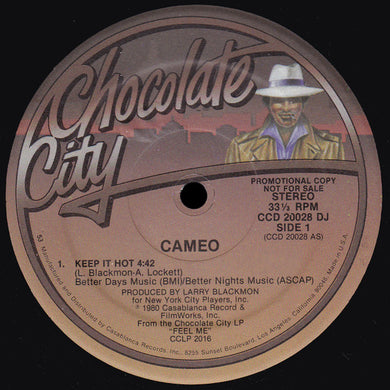 Chocolate
City
PROMOTIONAL COPY
NOT FOR SALE
STEREO
33⅓ RPM
CCD 20028 DJ
SIDE 1
(CCD 20028 AS)
CAMEO
1. KEEP IT HOT 4:42
(L. Blackmon-A. Lockett)
Better Days Music (BMI)/Better Nights Music (ASCAP)
PRODUCED BY LARRY BLACKMON
for New York City Players, Inc.
℗ 1980 Casablanca Record &
FilmWorks, Inc.
From the Chocolate City LP
"FEEL ME"
CCLP 2016
53 Manufactured and Distributed by Casablanca Records, Inc. 8255 Sunset Boulevard, Los Angeles, California 90046. Made in U.S.A.